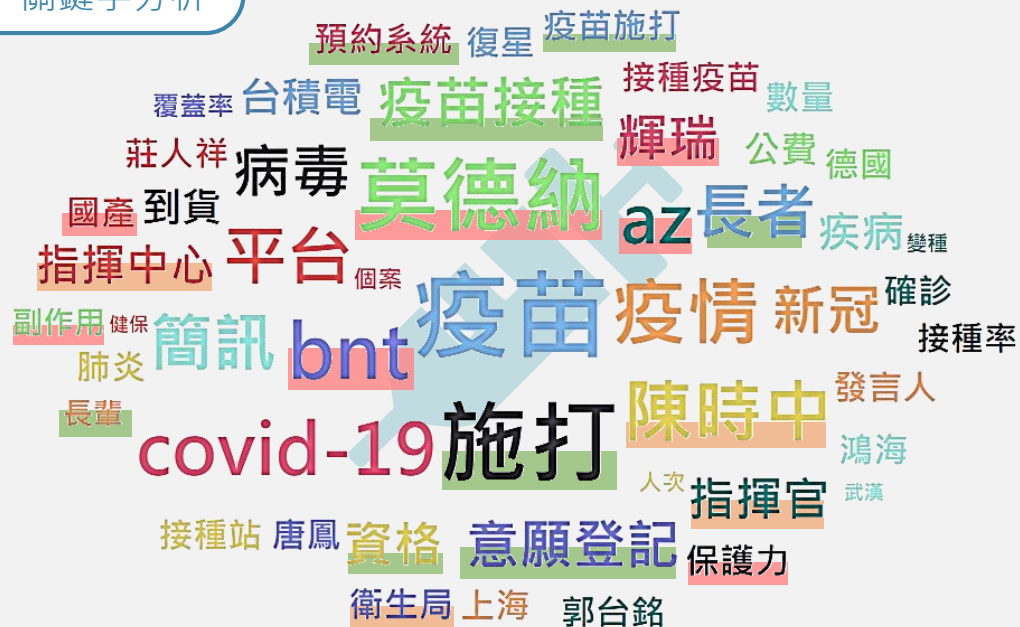 關鍵字分析
預約系統 復星 疫苗施打
覆蓋率 台積電 疫苗接種 接種疫苗 數量
莊人祥 病毒 莫德納 輝瑞 公費 德國
國產 到貨 az 長者 疾病 變種
指揮中心 平台 個案
副作用 健保 簡訊 bnt 疫苗 疫情 新冠 確診
肺炎 接種率
長輩 covid-19 施打 陳時中 發言人
鴻海
人次 指揮官 武漢
接種站 唐鳳 資格 意願登記 保護力
衛生局 上海 郭台銘